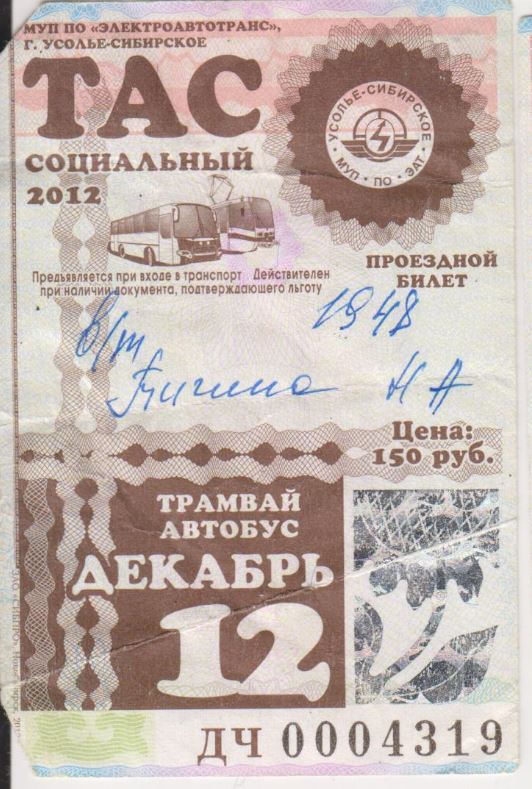 МУП ПО «ЭЛЕКТРОАВТОТРАНС»,
Г. УСОЛЬЕ-СИБИРСКОЕ
ТАС
СОЦИАЛЬНЫЙ
2012
УСОЛЬЕ-СИБИРСКОЕ
МУП · ПО · ЭАТ
Предъявляется при входе в транспорт Действителен
при наличии документа, подтверждающего льготу
ПРОЕЗДНОЙ
БИЛЕТ
в/т 1948
Н А
Цена:
150 руб.
ТРАМВАЙ
АВТОБУС
ДЕКАБРЬ
12
ДЧ 0004319